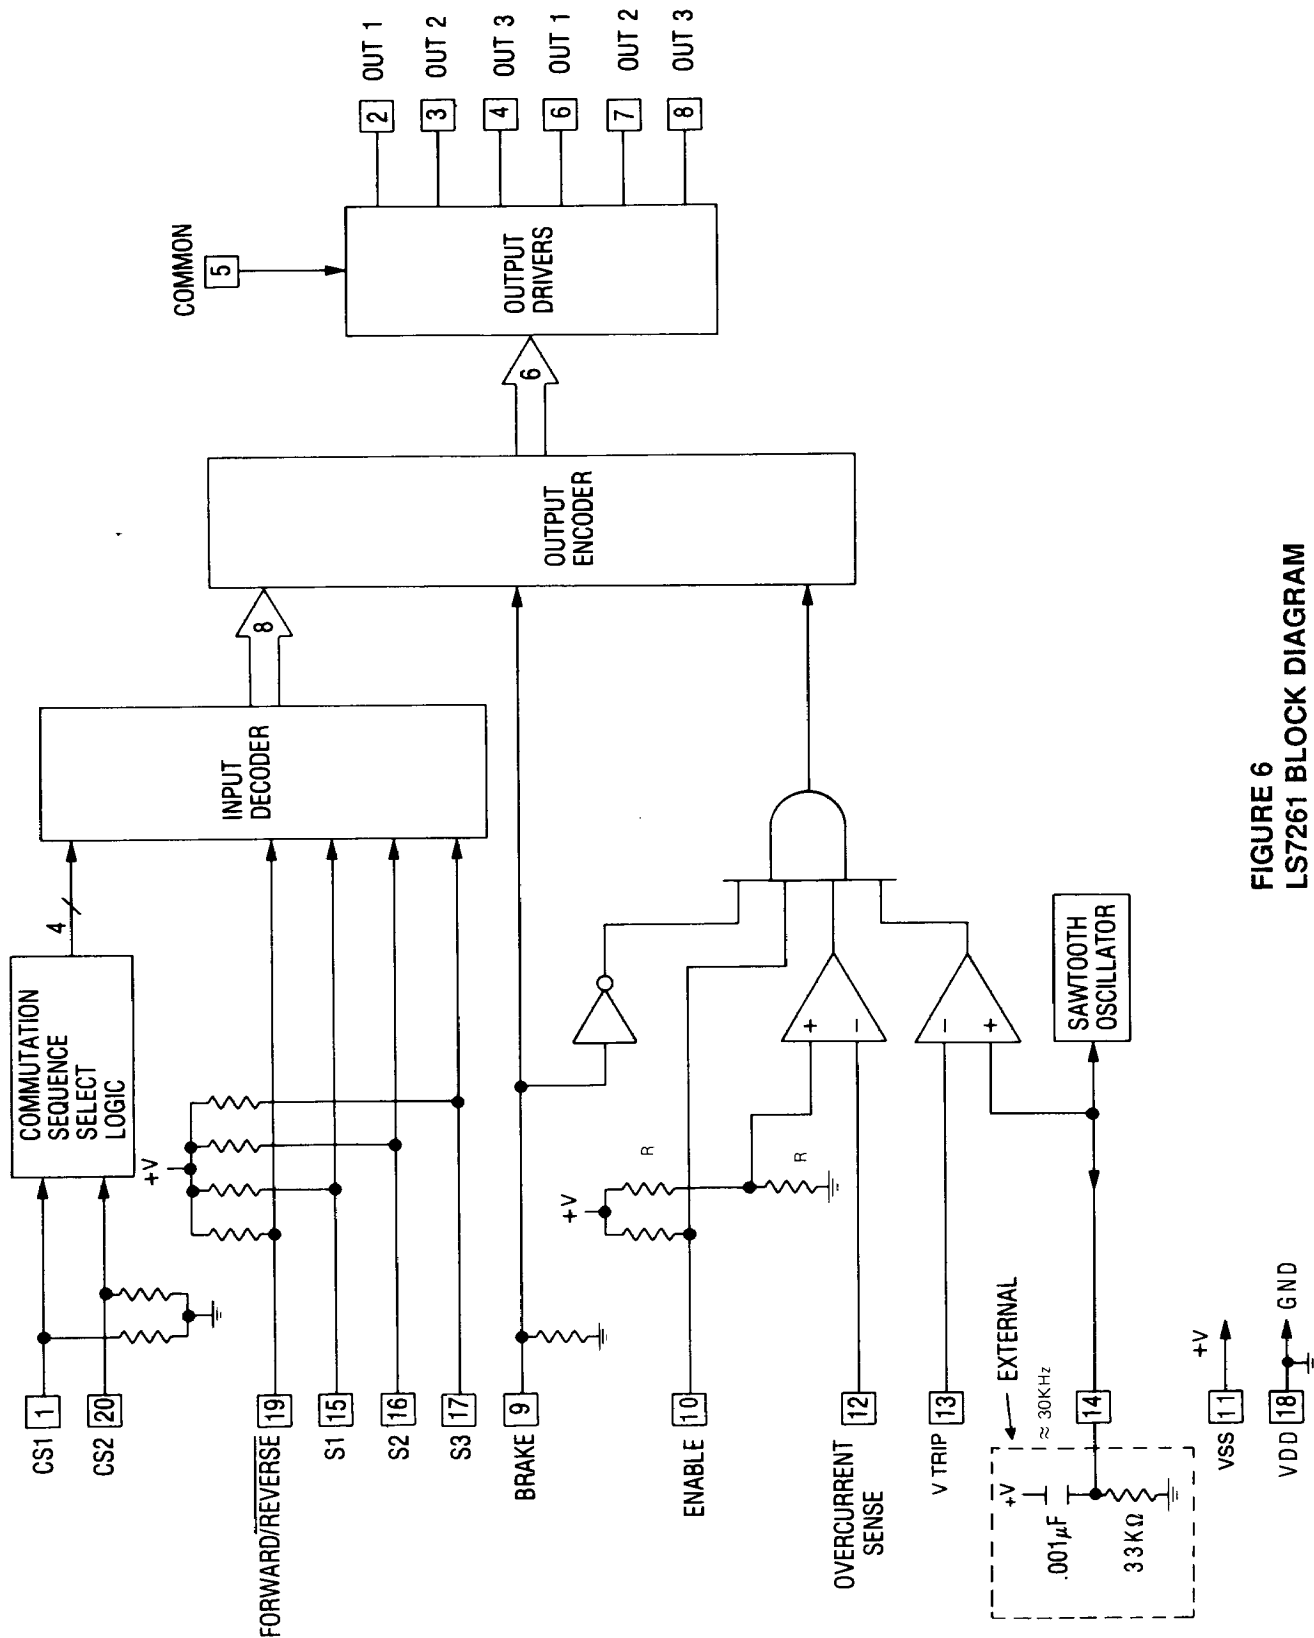 CS1 1
CS2 20
COMMUTATION
SEQUENCE
SELECT
LOGIC
4
+V
FORWARD/REVERSE 19
S1 15
S2 16
S3 17
INPUT
DECODER
8
BRAKE 9
ENABLE 10
+V
R
R
OVERCURRENT
SENSE
12
V TRIP 13
+
−
−
+
SAWTOOTH
OSCILLATOR
EXTERNAL
≈ 30KHz
14
+V
.001µF
33KΩ
VSS 11
+V
VDD 18
GND
OUTPUT
ENCODER
6
COMMON
5
OUTPUT
DRIVERS
2 OUT 1
3 OUT 2
4 OUT 3
6 OUT 1
7 OUT 2
8 OUT 3
FIGURE 6
LS7261 BLOCK DIAGRAM